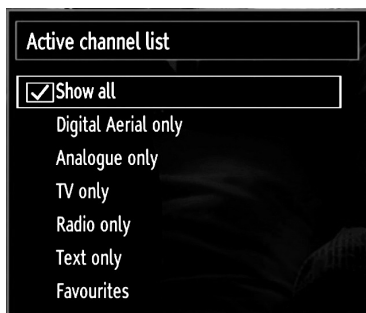 Active channel list
Show all
Digital Aerial only
Analogue only
TV only
Radio only
Text only
Favourites